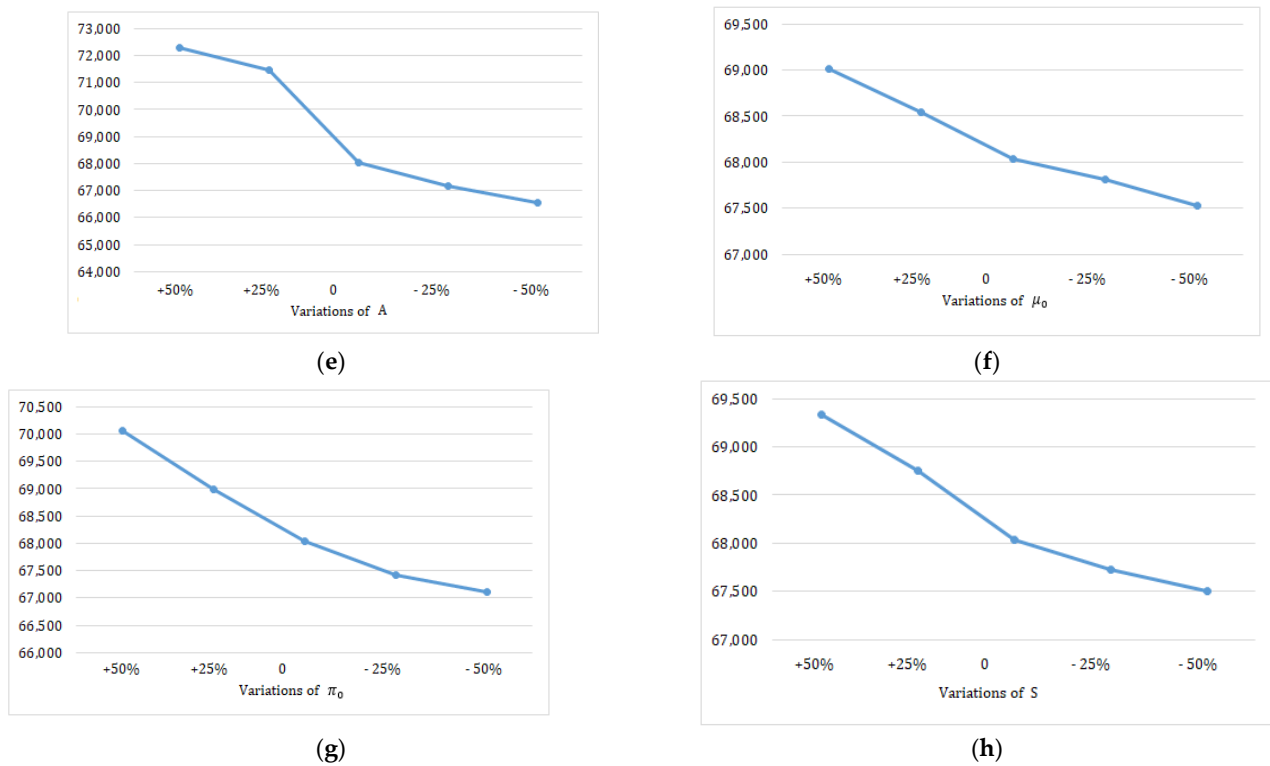 73,000
72,000
71,000
70,000
69,000
68,000
67,000
66,000
65,000
64,000
+50% +25% 0 - 25% - 50%
Variations of A
(e)
69,500
69,000
68,500
68,000
67,500
67,000
+50% +25% 0 - 25% - 50%
Variations of μ₀
(f)
70,500
70,000
69,500
69,000
68,500
68,000
67,500
67,000
66,500
66,000
+50% +25% 0 - 25% - 50%
Variations of π₀
(g)
69,500
69,000
68,500
68,000
67,500
67,000
+50% +25% 0 - 25% - 50%
Variations of S
(h)